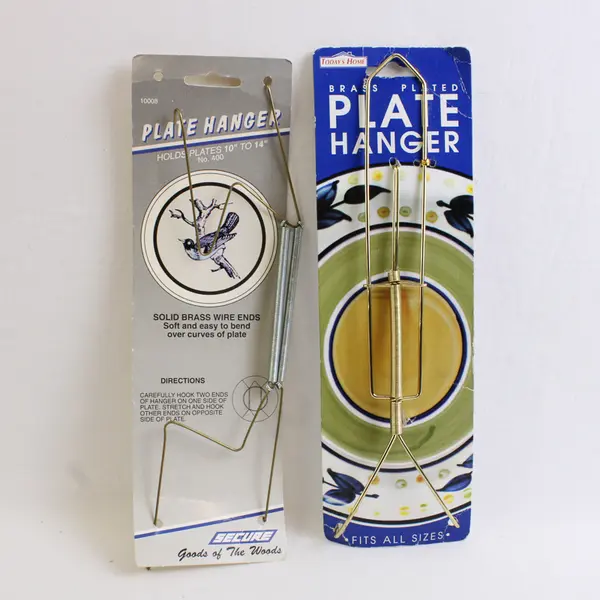 10008
PLATE HANGER
HOLDS PLATES 10" TO 14"
No. 400
SOLID BRASS WIRE ENDS
Soft and easy to bend
over curves of plate
DIRECTIONS
CAREFULLY HOOK TWO ENDS
OF HANGER ON ONE SIDE OF
PLATE. STRETCH AND HOOK
OTHER ENDS ON OPPOSITE
SIDE OF PLATE.
SECURE
Goods of The Woods
TODAY'S HOME
BRASS PLATED
PLATE
HANGER
•FITS ALL SIZES•